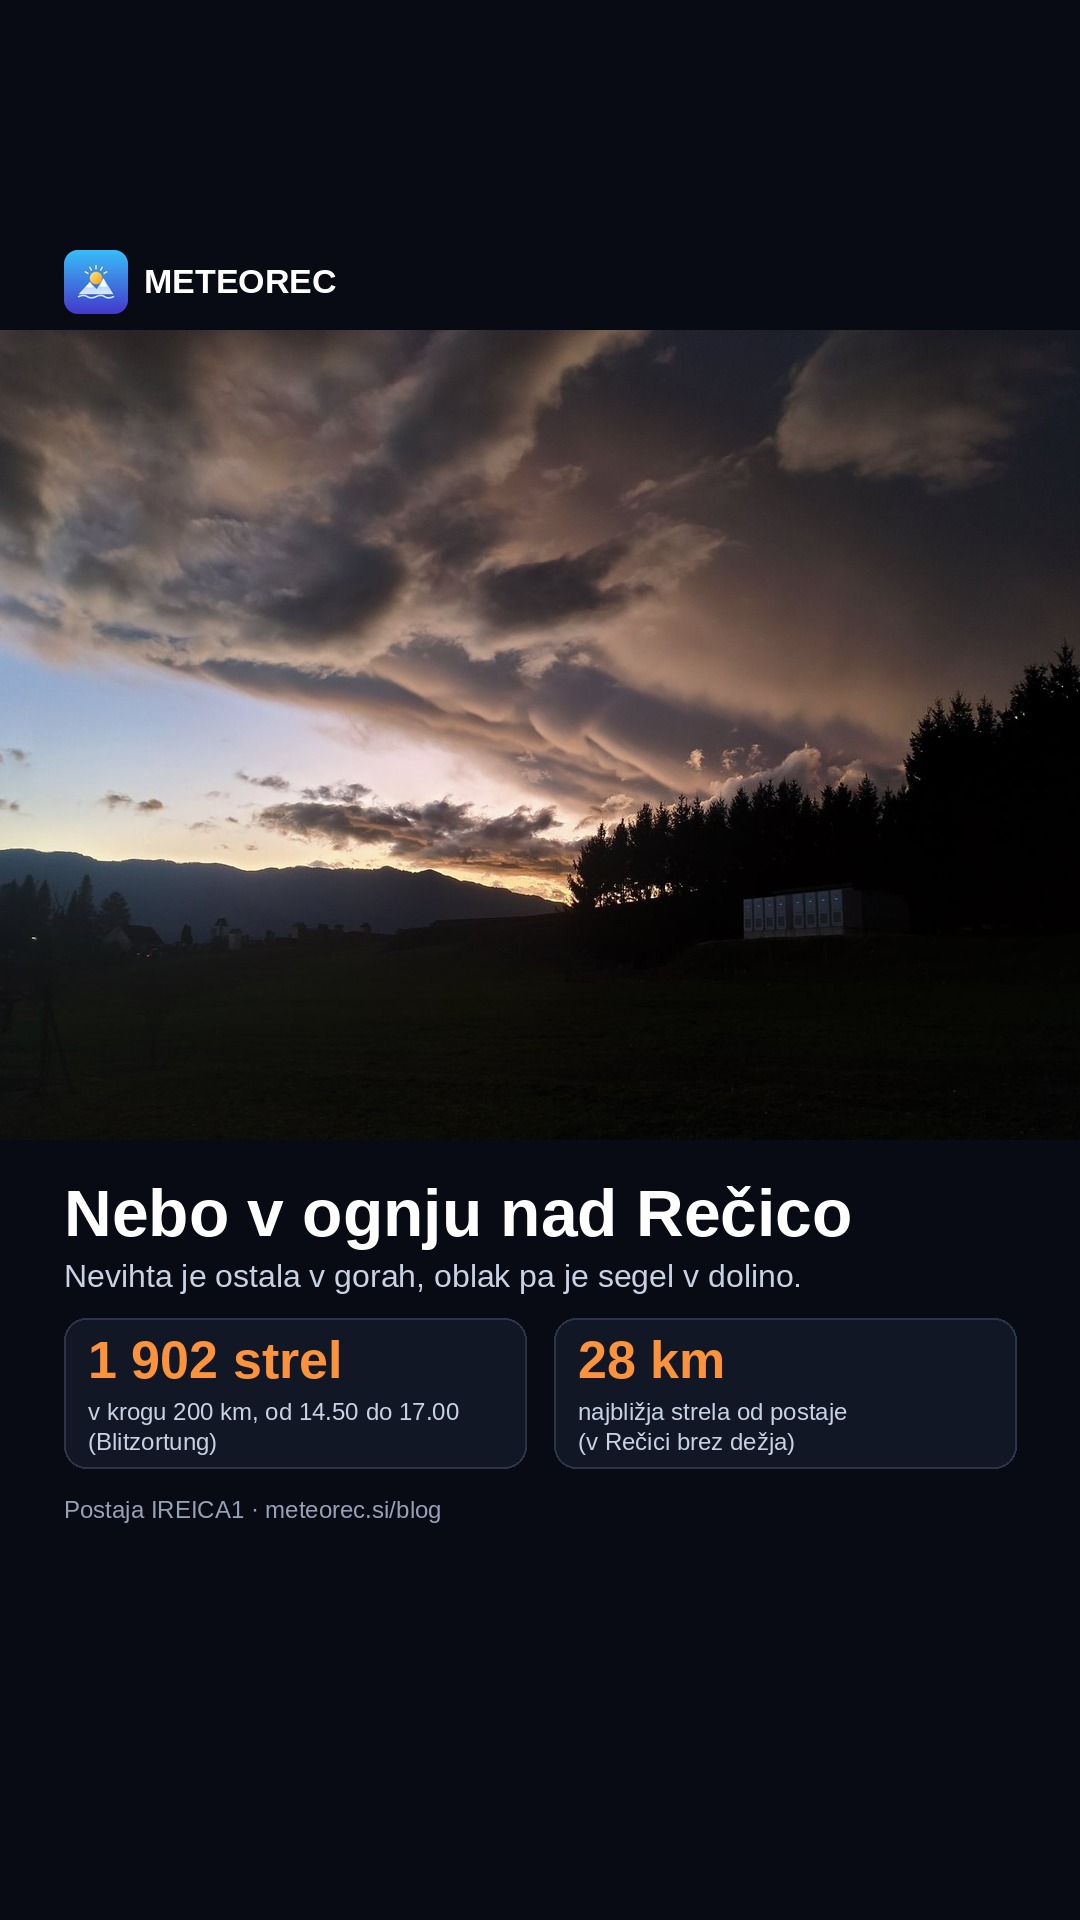 METEOREC
Nebo v ognju nad Rečico
Nevihta je ostala v gorah, oblak pa je segel v dolino.
1 902 strel
v krogu 200 km, od 14.50 do 17.00
(Blitzortung)
28 km
najbližja strela od postaje
(v Rečici brez dežja)
Postaja IREICA1 · meteorec.si/blog